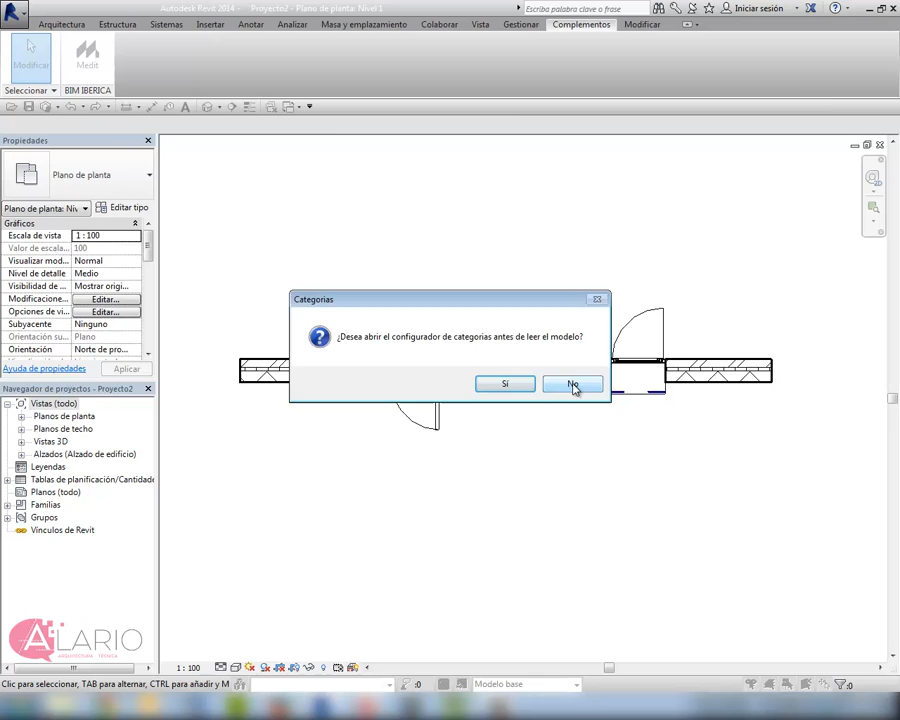 Autodesk Revit 2014 - Proyecto2 - Plano de planta: Nivel 1
Escriba palabra clave o frase
Iniciar sesión
Arquitectura Estructura Sistemas Insertar Anotar Analizar Masa y emplazamiento Colaborar Vista Gestionar Complementos Modificar
Modificar
Medit
Seleccionar
BIM IBERICA
Propiedades
Plano de planta
Plano de planta: Niv
Editar tipo
Gráficos
Escala de vista 1 : 100
Valor de escala... 100
Visualizar mod... Normal
Nivel de detalle Medio
Visibilidad de ... Mostrar origi...
Modificacione... Editar...
Opciones de vi... Editar...
Subyacente Ninguno
Orientación su... Plano
Orientación Norte de pro...
Ayuda de propiedades
Aplicar
Navegador de proyectos - Proyecto2
Vistas (todo)
Planos de planta
Planos de techo
Vistas 3D
Alzados (Alzado de edificio)
Leyendas
Tablas de planificación/Cantidade
Planos (todo)
Familias
Grupos
Vínculos de Revit
Categorias
¿Desea abrir el configurador de categorias antes de leer el modelo?
Sí
No
ALARIO
ARQUITECTURA TÉCNICA
1 : 100
Clic para seleccionar, TAB para alternar, CTRL para añadir y M
:0
Modelo base
:0